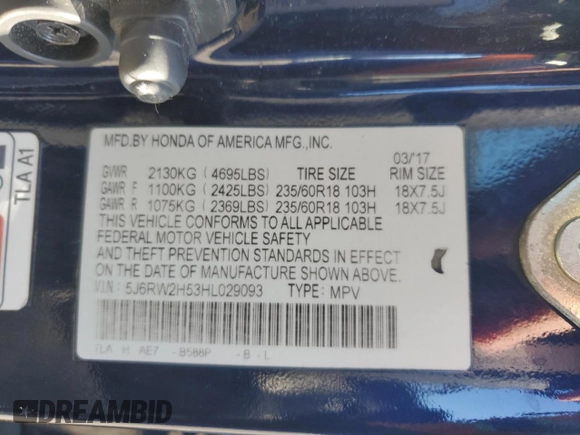 MFD.BY HONDA OF AMERICA MFG.,INC.
03/'17
GVWR 2130KG (4695LBS) TIRE SIZE RIM SIZE
GAWR F 1100KG (2425LBS) 235/60R18 103H 18X7.5J
GAWR R 1075KG (2369LBS) 235/60R18 103H 18X7.5J
THIS VEHICLE CONFORMS TO ALL APPLICABLE
FEDERAL MOTOR VEHICLE SAFETY
AND THEFT PREVENTION STANDARDS IN EFFECT
ON THE DATE OF MANUFACTURE SHOWN ABOVE.
V.I.N: 5J6RW2H53HL029093 TYPE: MPV
TLA H AE7 -B588P -B-L
TLA A1
DREAMBID